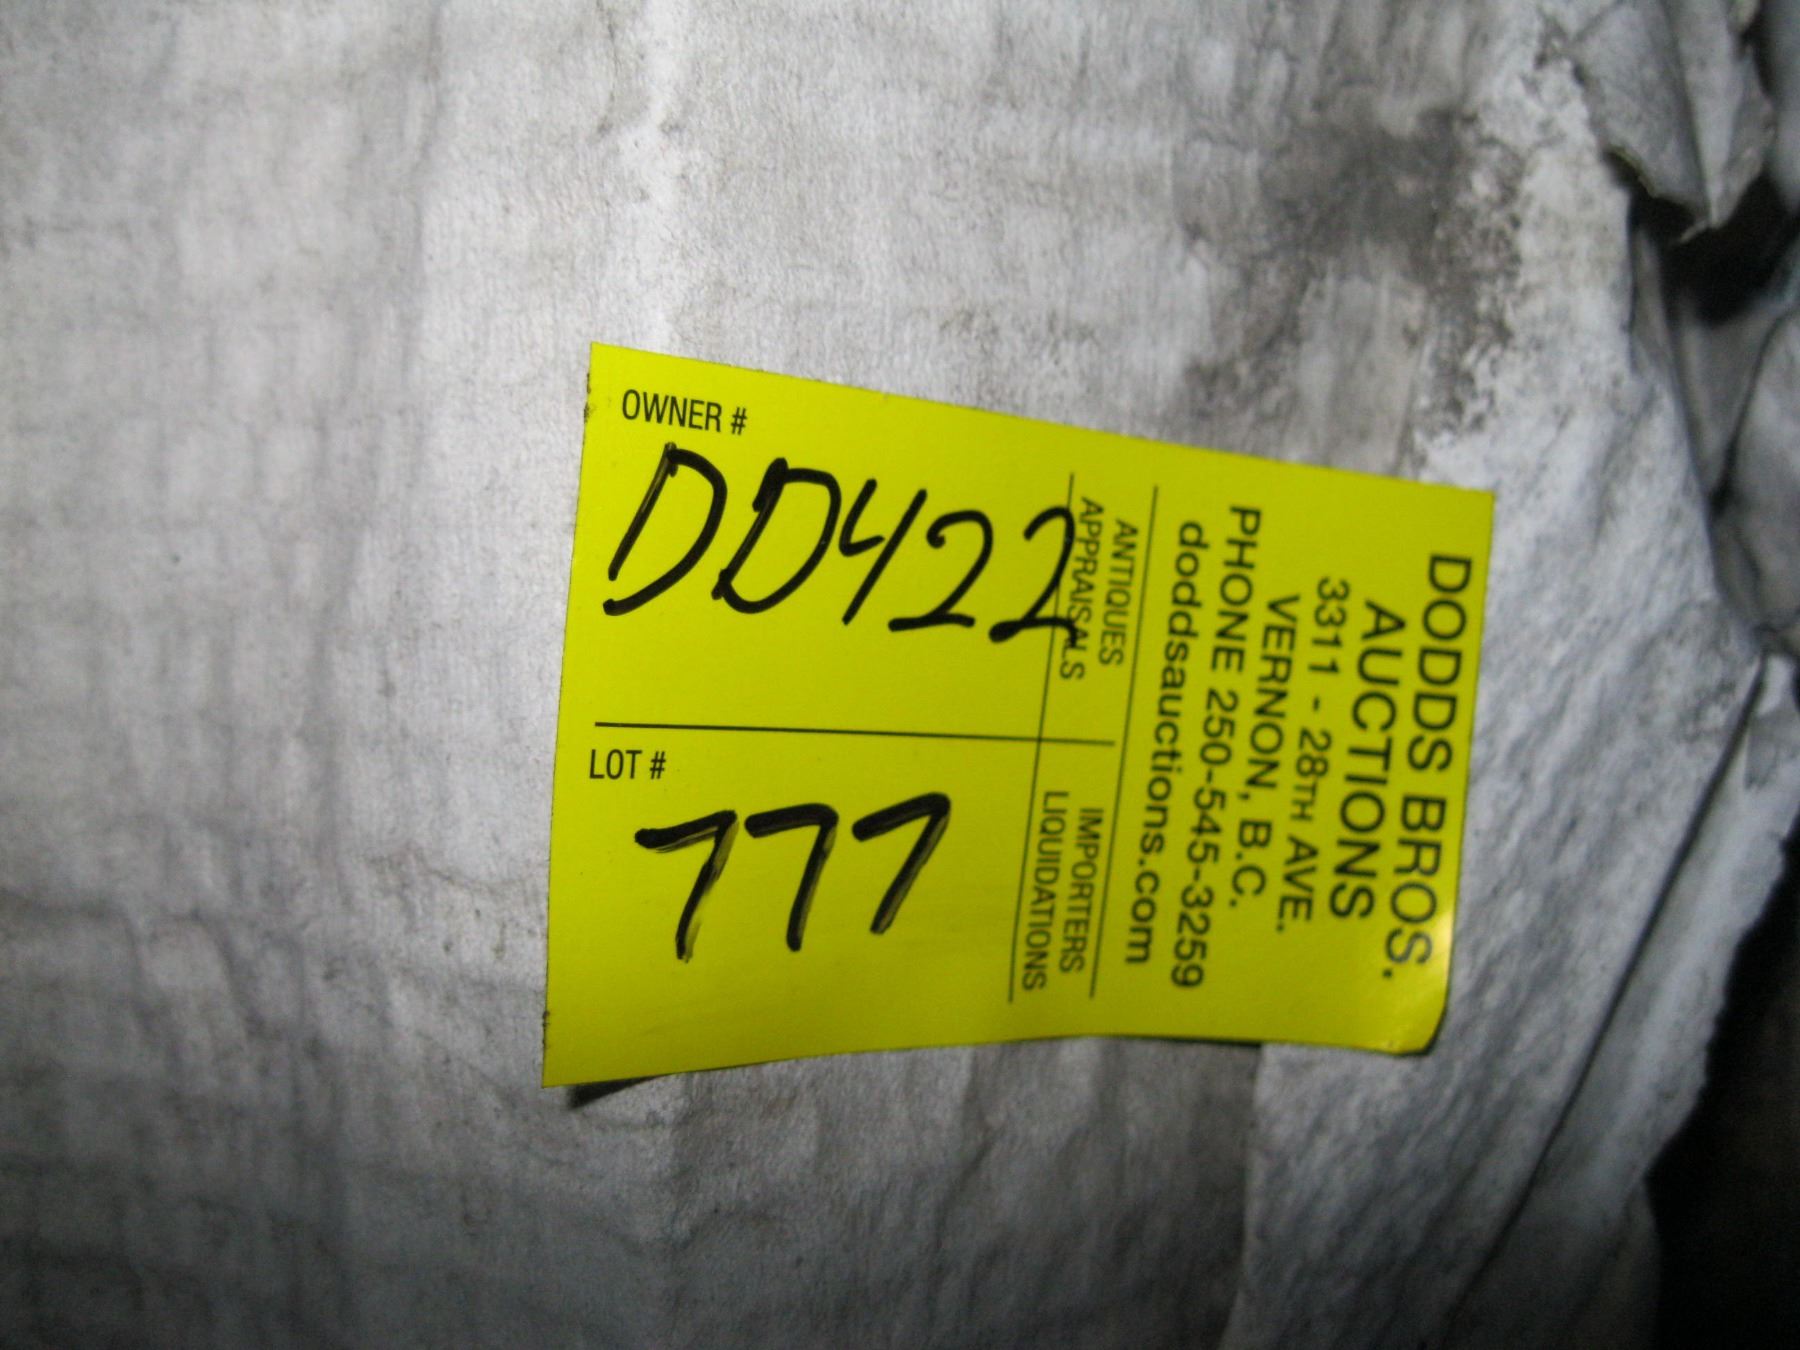 OWNER #
DD422
LOT #
777
DODDS BROS.
AUCTIONS
3311 - 28TH AVE.
VERNON, B.C.
PHONE 250-545-3259
doddsauctions.com
ANTIQUES
APPRAISALS
IMPORTERS
LIQUIDATIONS